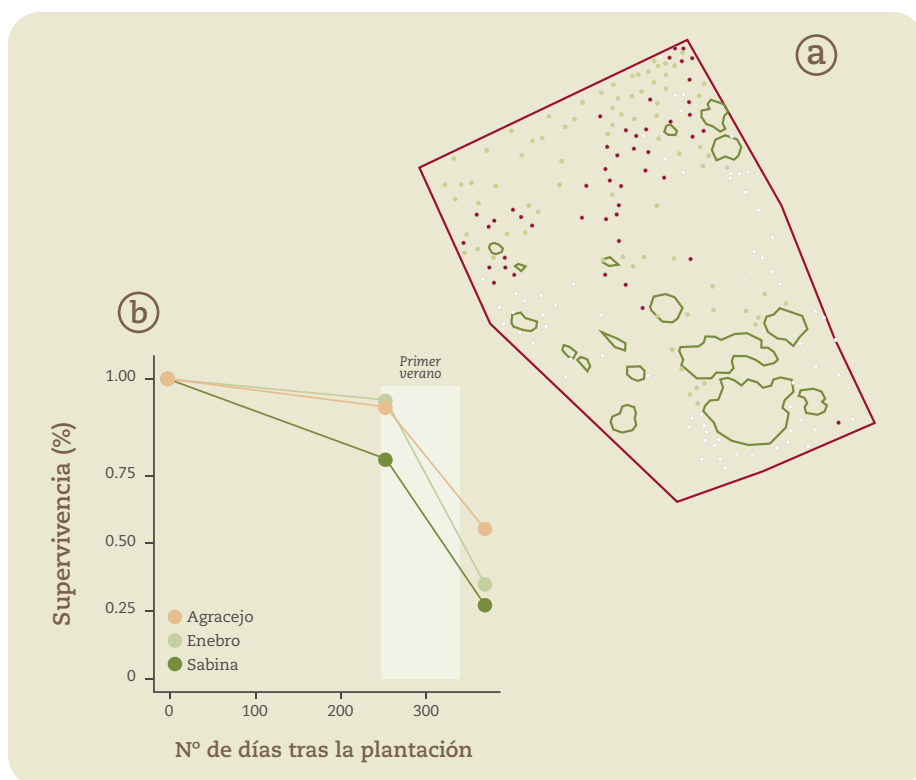 a
b
Primer
verano
1.00
0.75
0.50
0.25
0
Supervivencia (%)
Agracejo
Enebro
Sabina
0
100
200
300
Nº de días tras la plantación